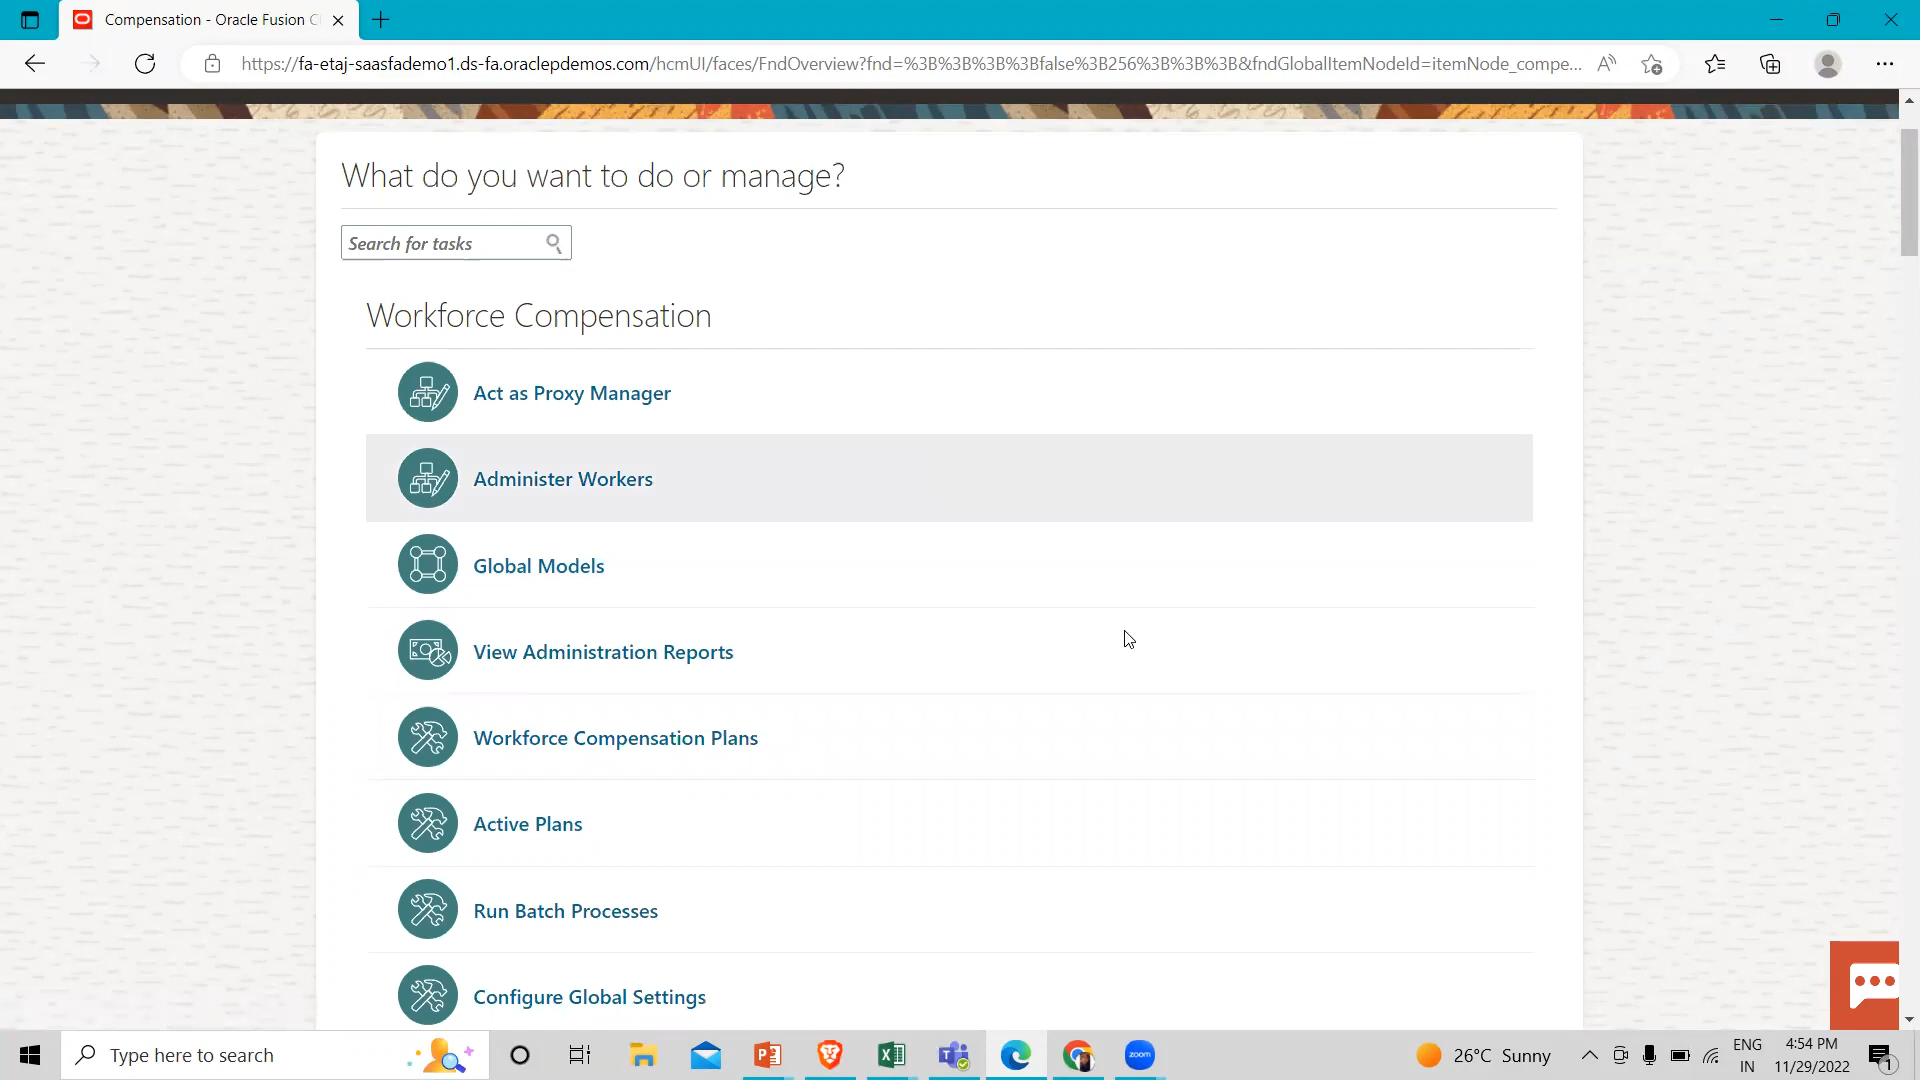 Compensation - Oracle Fusion C
https://fa-etaj-saasfademo1.ds-fa.oraclepdemos.com/hcmUI/faces/FndOverview?fnd=%3B%3B%3B%3Bfalse%3B256%3B%3B%3B&fndGlobalItemNodeId=itemNode_compe...
What do you want to do or manage?
Search for tasks
Workforce Compensation
Act as Proxy Manager
Administer Workers
Global Models
View Administration Reports
Workforce Compensation Plans
Active Plans
Run Batch Processes
Configure Global Settings
Type here to search
zoom
26°C Sunny
ENG
IN
4:54 PM
11/29/2022
1